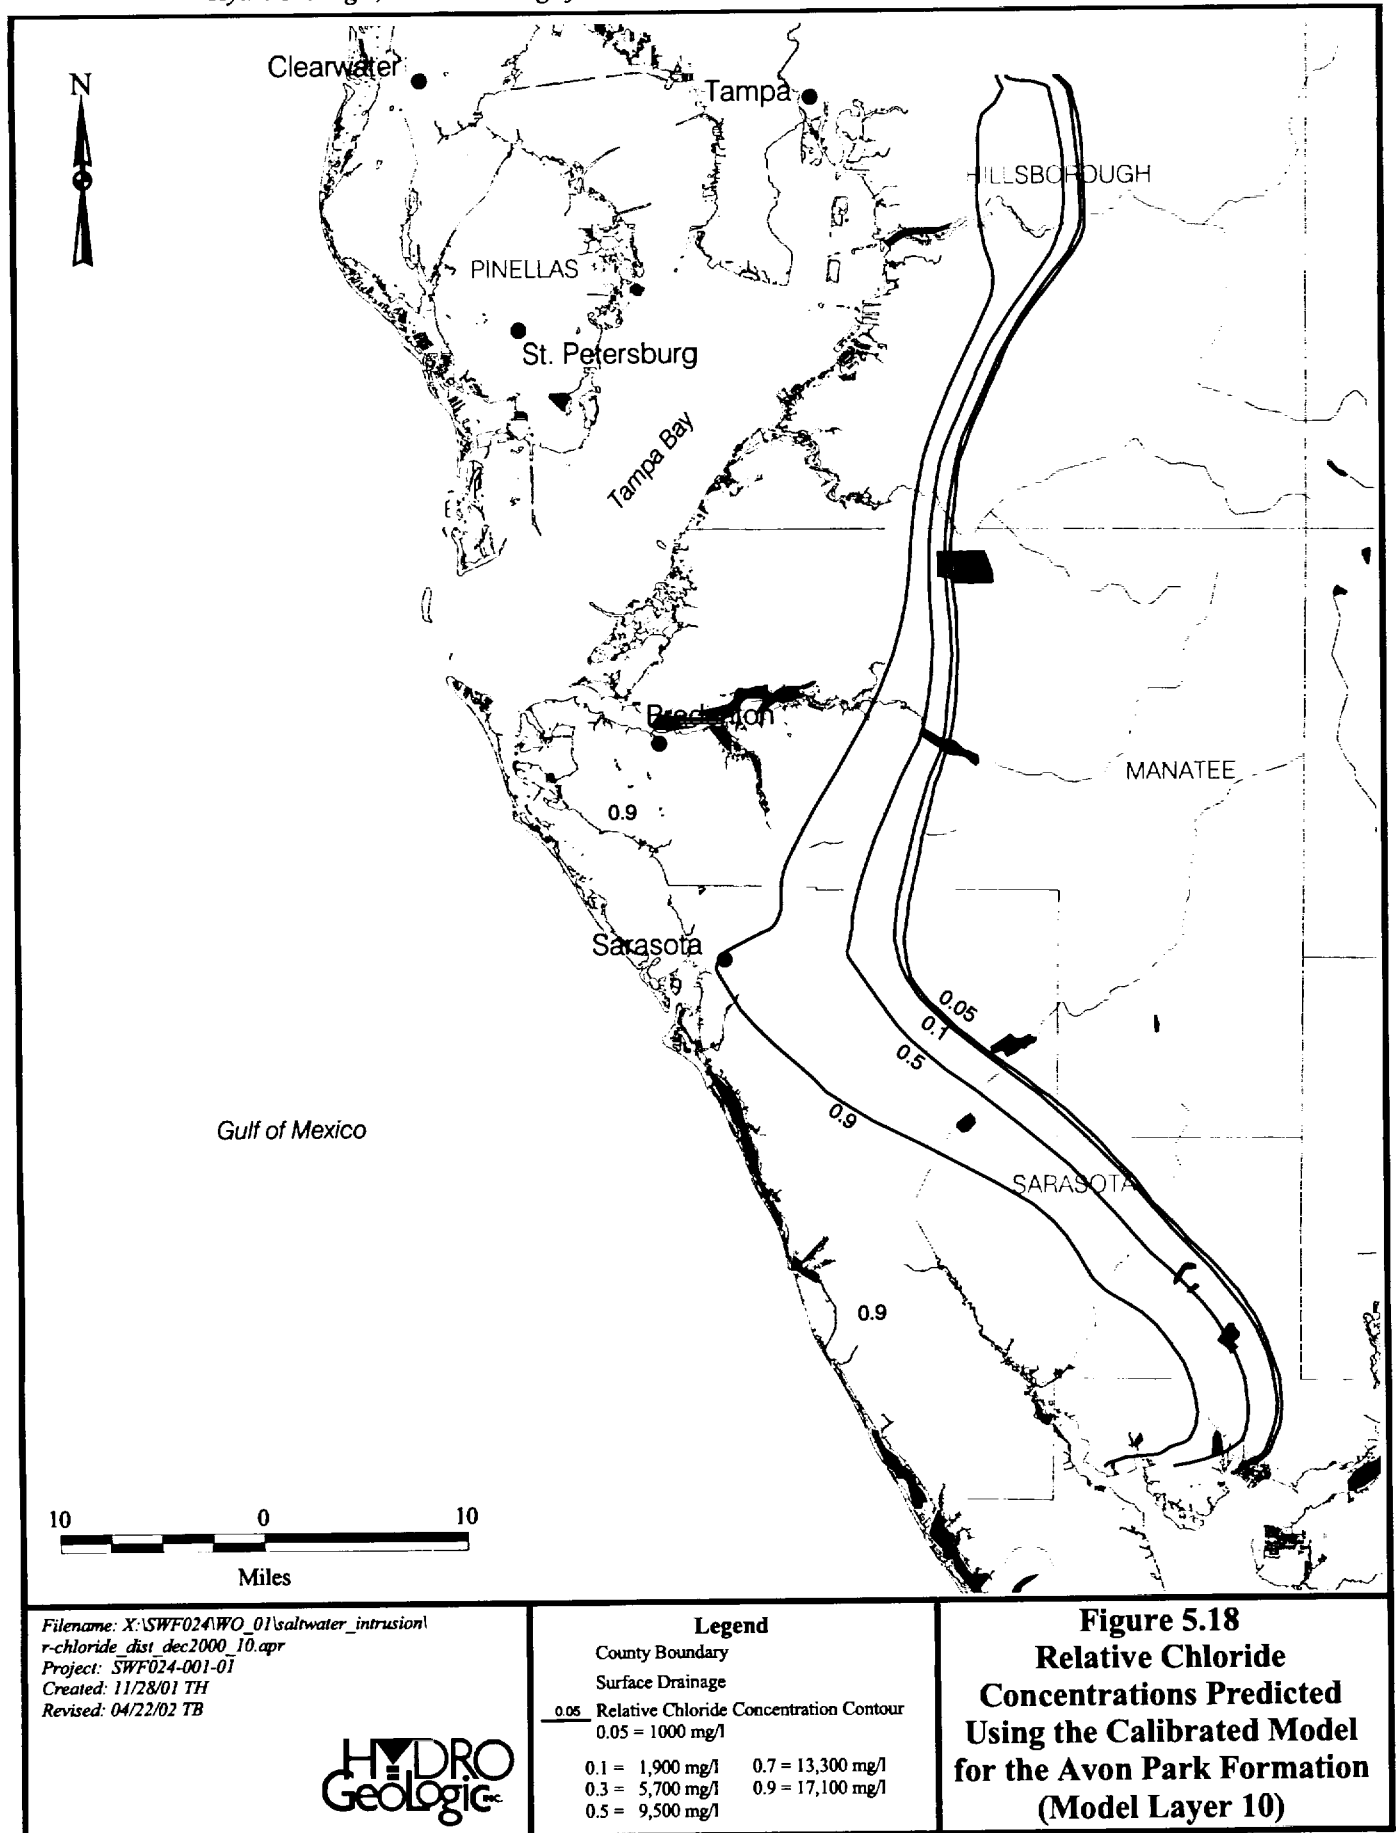 Clearwater
N
Tampa
HILLSBOROUGH
PINELLAS
St. Petersburg
Tampa Bay
Bradenton
MANATEE
0.9
Sarasota
0.05
0.1
0.5
0.9
Gulf of Mexico
SARASOTA
0.9
10 0 10
Miles
Filename: X:\SWF024\WO_01\saltwater_intrusion\
r-chloride_dist_dec2000_10.apr
Project: SWF024-001-01
Created: 11/28/01 TH
Revised: 04/22/02 TB
HYDRO
GeoLogic INC.
Legend
County Boundary
Surface Drainage
0.05 Relative Chloride Concentration Contour
0.05 = 1000 mg/l
0.1 = 1,900 mg/l 0.7 = 13,300 mg/l
0.3 = 5,700 mg/l 0.9 = 17,100 mg/l
0.5 = 9,500 mg/l
Figure 5.18
Relative Chloride
Concentrations Predicted
Using the Calibrated Model
for the Avon Park Formation
(Model Layer 10)